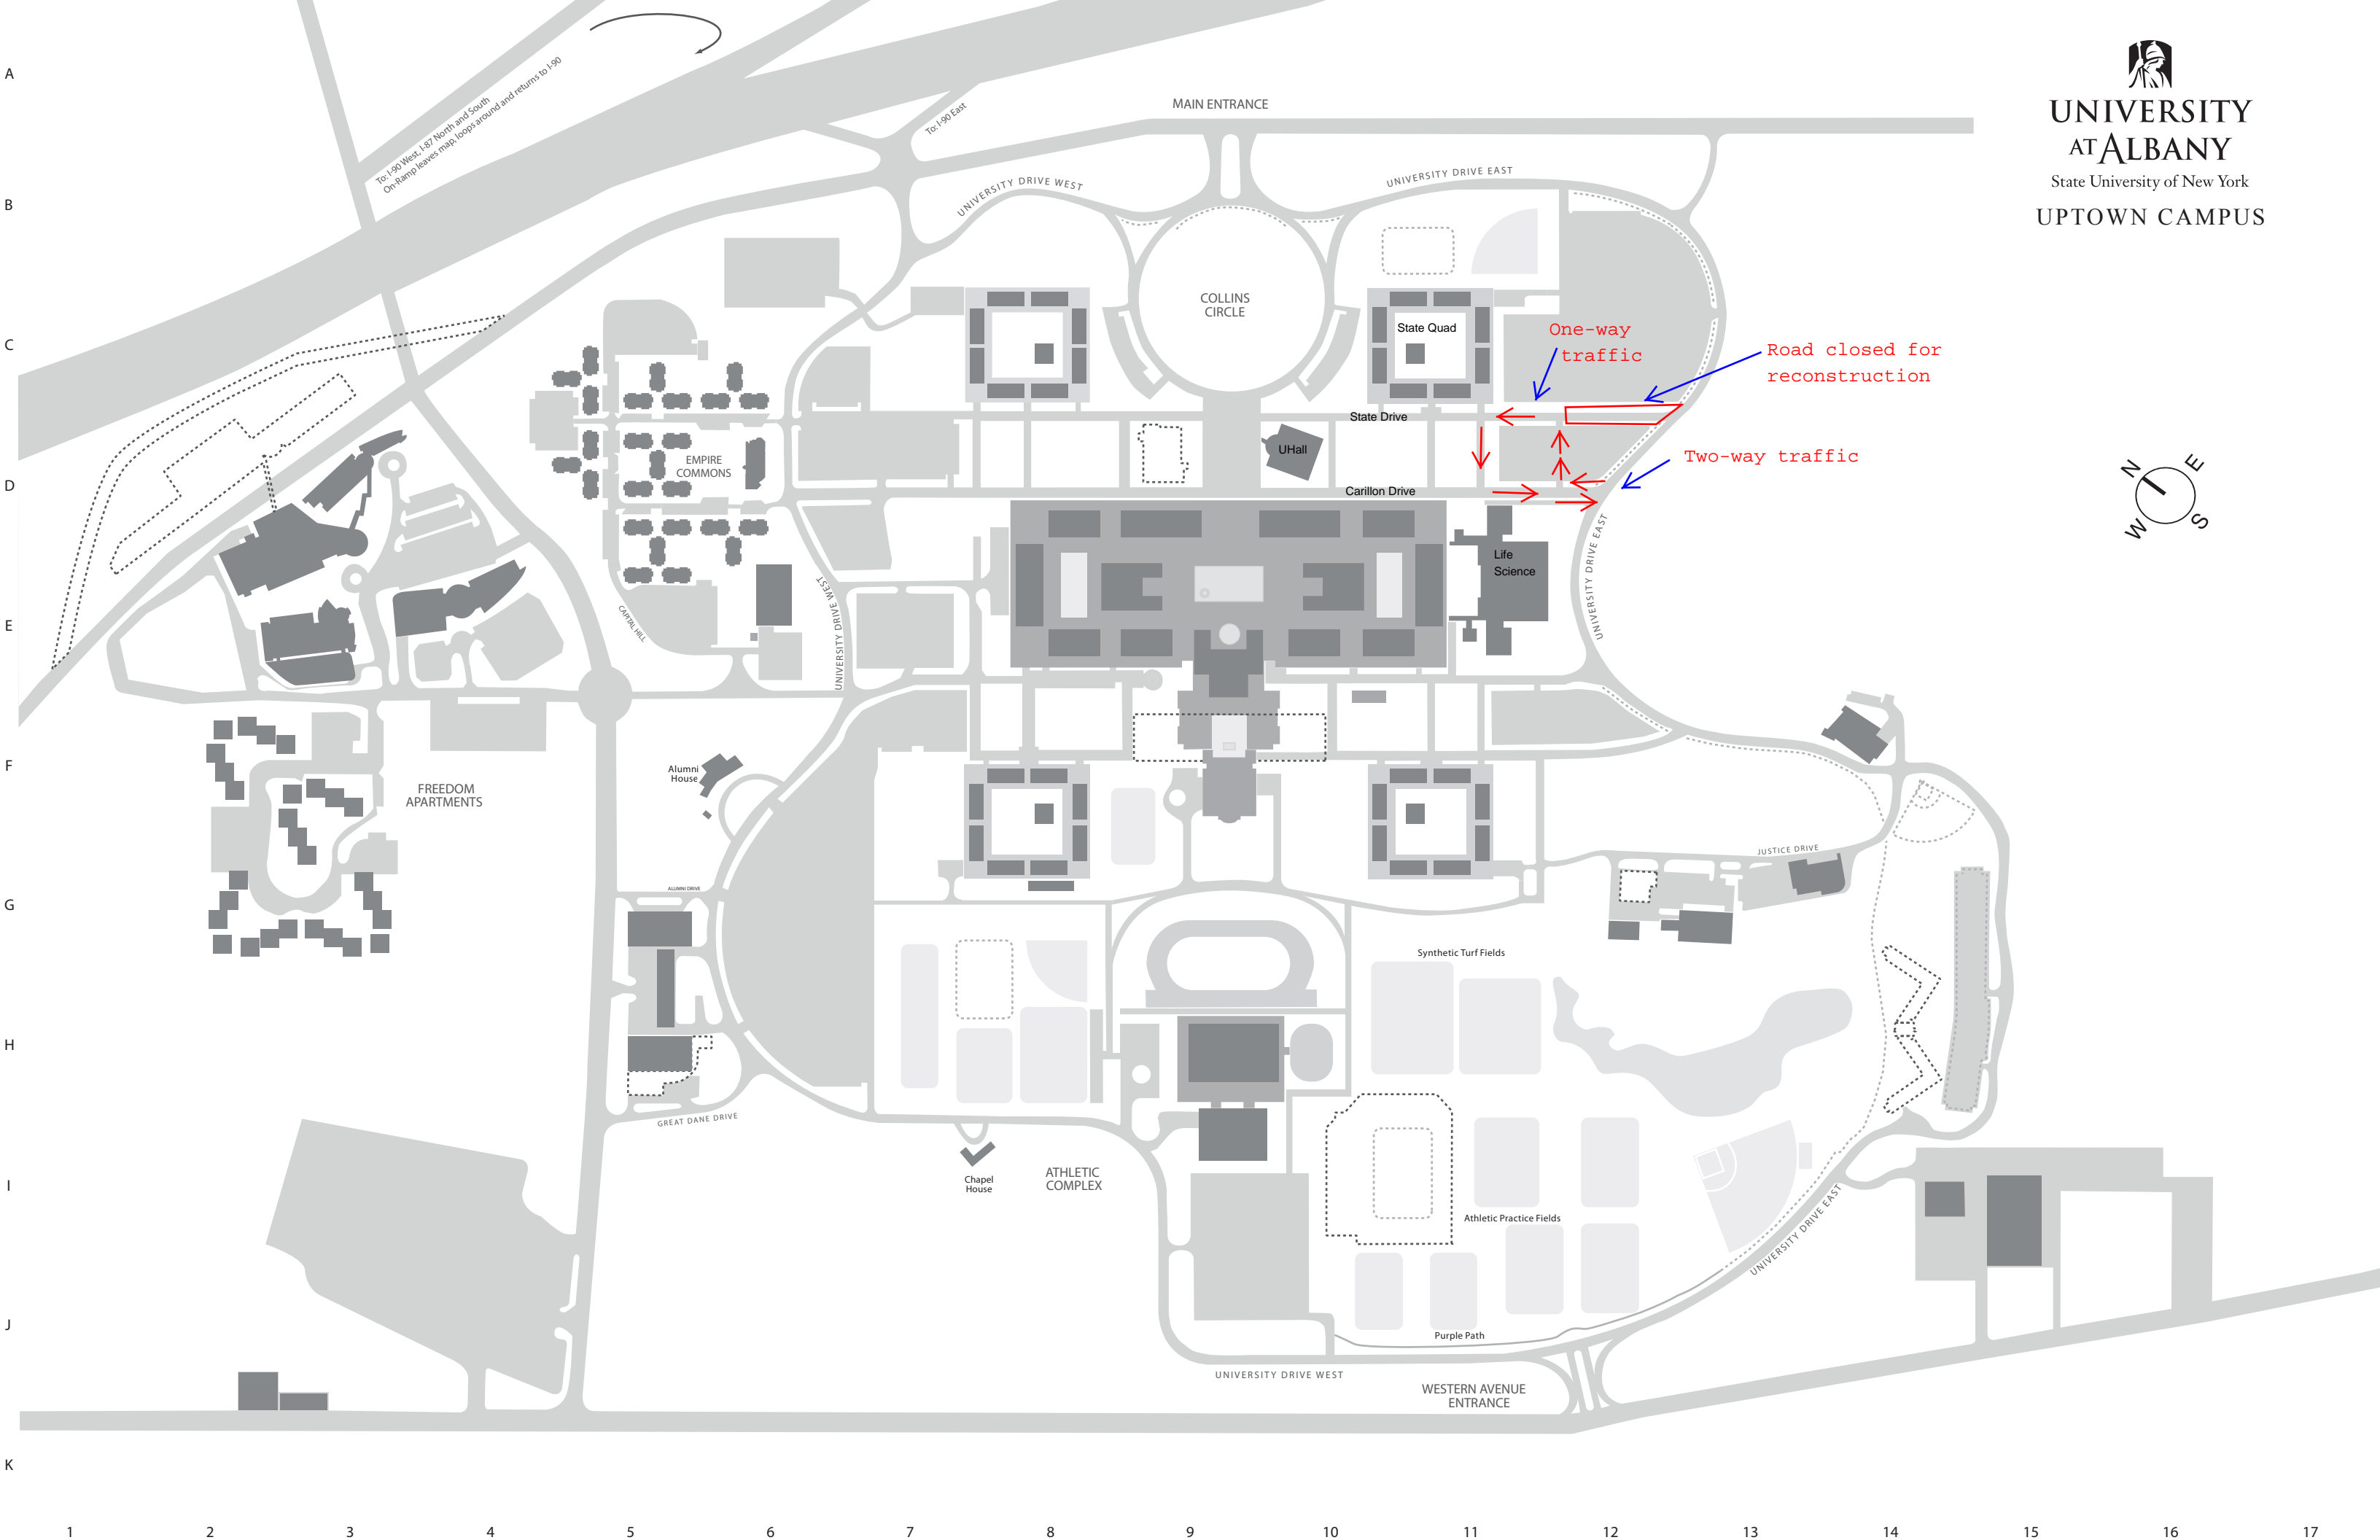 A
B
C
D
E
F
G
H
I
J
K
To: I-90 West, I-87 North and South
On-Ramp leaves map, loops around and returns to I-90
To: I-90 East
MAIN ENTRANCE
UNIVERSITY
AT ALBANY
State University of New York
UPTOWN CAMPUS
UNIVERSITY DRIVE WEST
UNIVERSITY DRIVE EAST
COLLINS
CIRCLE
State Quad
One-way
traffic
Road closed for
reconstruction
State Drive
UHall
Two-way traffic
Carillon Drive
EMPIRE
COMMONS
N
E
S
W
Life
Science
UNIVERSITY DRIVE EAST
CAPITAL HILL
UNIVERSITY DRIVE WEST
Alumni
House
FREEDOM
APARTMENTS
JUSTICE DRIVE
ALUMNI DRIVE
Synthetic Turf Fields
GREAT DANE DRIVE
Chapel
House
ATHLETIC
COMPLEX
Athletic Practice Fields
UNIVERSITY DRIVE EAST
Purple Path
UNIVERSITY DRIVE WEST
WESTERN AVENUE
ENTRANCE
1 2 3 4 5 6 7 8 9 10 11 12 13 14 15 16 17